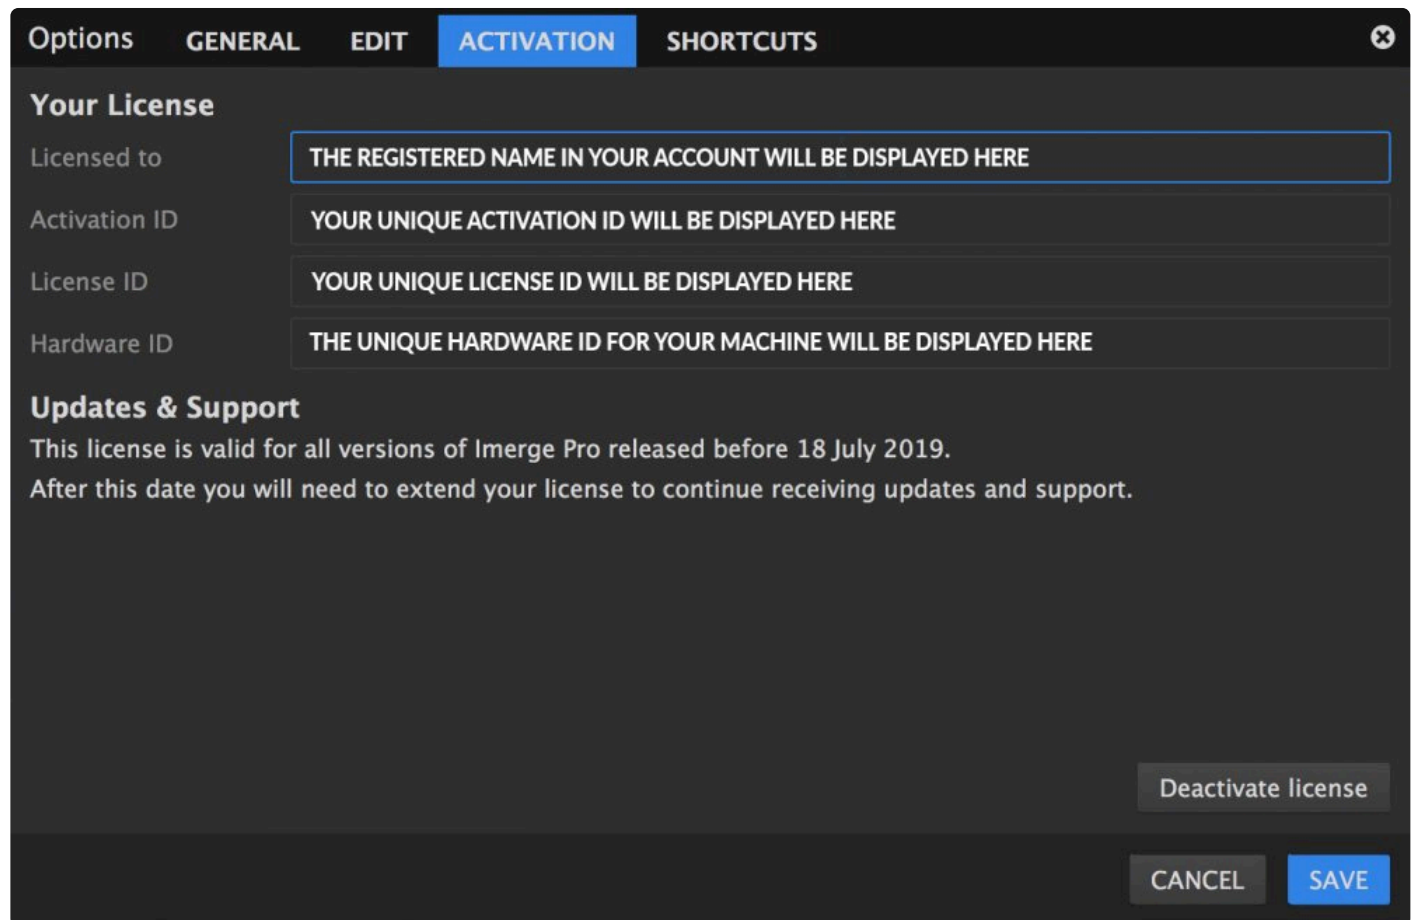 Options GENERAL EDIT ACTIVATION SHORTCUTS
Your License
Licensed to THE REGISTERED NAME IN YOUR ACCOUNT WILL BE DISPLAYED HERE
Activation ID YOUR UNIQUE ACTIVATION ID WILL BE DISPLAYED HERE
License ID YOUR UNIQUE LICENSE ID WILL BE DISPLAYED HERE
Hardware ID THE UNIQUE HARDWARE ID FOR YOUR MACHINE WILL BE DISPLAYED HERE
Updates & Support
This license is valid for all versions of Imerge Pro released before 18 July 2019.
After this date you will need to extend your license to continue receiving updates and support.
Deactivate license
CANCEL SAVE